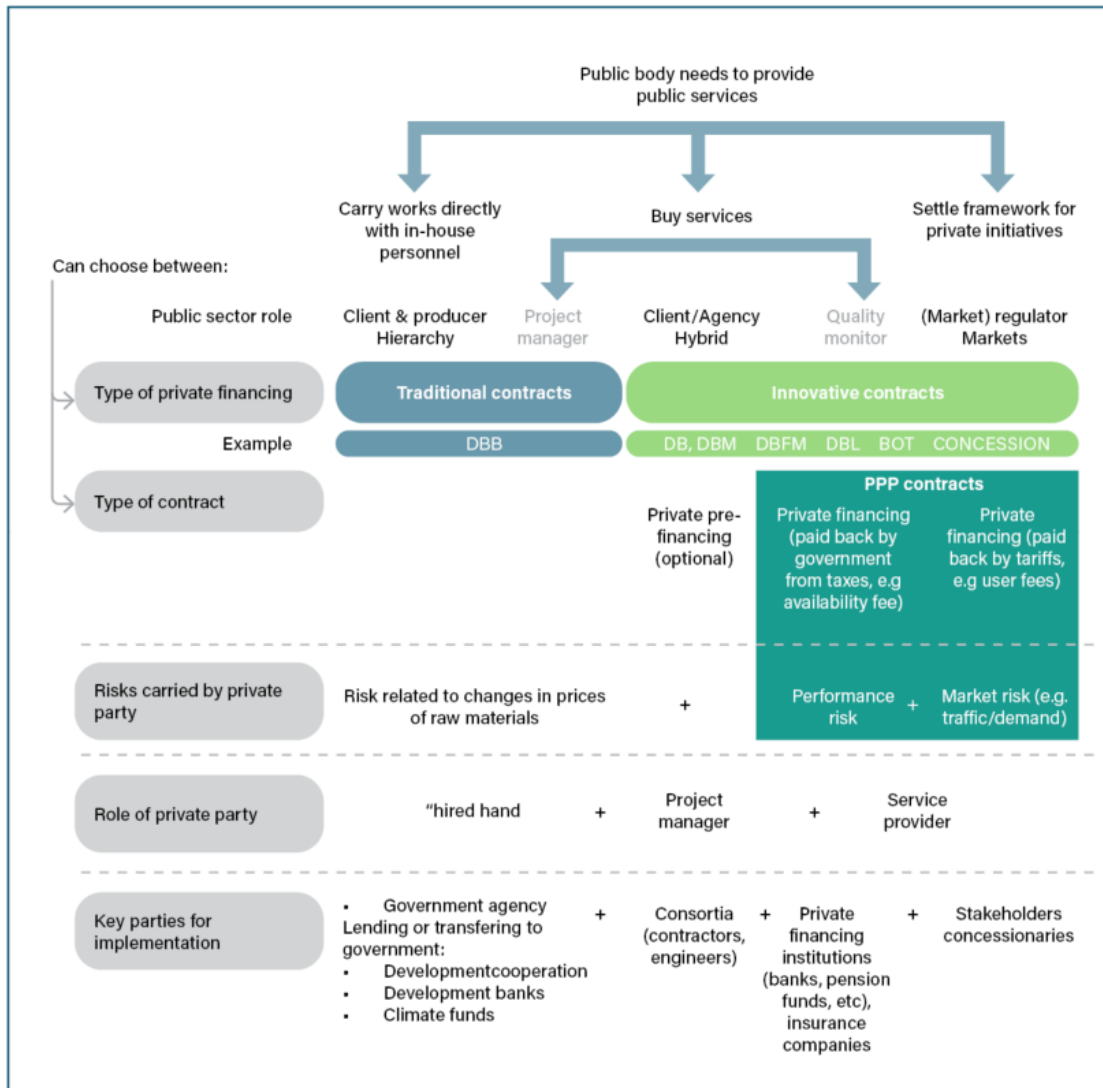 Public body needs to provide
public services
Carry works directly
with in-house
personnel
Buy services
Settle framework for
private initiatives
Can choose between:
Public sector role
Client & producer
Hierarchy
Project
manager
Client/Agency
Hybrid
Quality
monitor
(Market) regulator
Markets
Type of private financing
Traditional contracts
Innovative contracts
Example
DBB
DB, DBM DBFM DBL BOT CONCESSION
Type of contract
PPP contracts
Private pre-
financing
(optional)
Private financing
(paid back by
government
from taxes, e.g
availability fee)
Private
financing (paid
back by tariffs,
e.g user fees)
Risks carried by private
party
Risk related to changes in prices
of raw materials
+
Performance
risk
+
Market risk (e.g.
traffic/demand)
Role of private party
“hired hand
+
Project
manager
+
Service
provider
Key parties for
implementation
• Government agency
Lending or transfering to
government:
• Developmentcooperation
• Development banks
• Climate funds
+
Consortia
(contractors,
engineers)
+
Private
financing
institutions
(banks, pension
funds, etc),
insurance
companies
+
Stakeholders
concessionaries